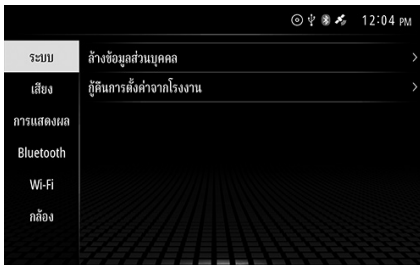 12:04 PM
ระบบ
ล้างข้อมูลส่วนบุคคล
เสียง
กู้คืนการตั้งค่าจากโรงงาน
การแสดงผล
Bluetooth
Wi-Fi
กล้อง